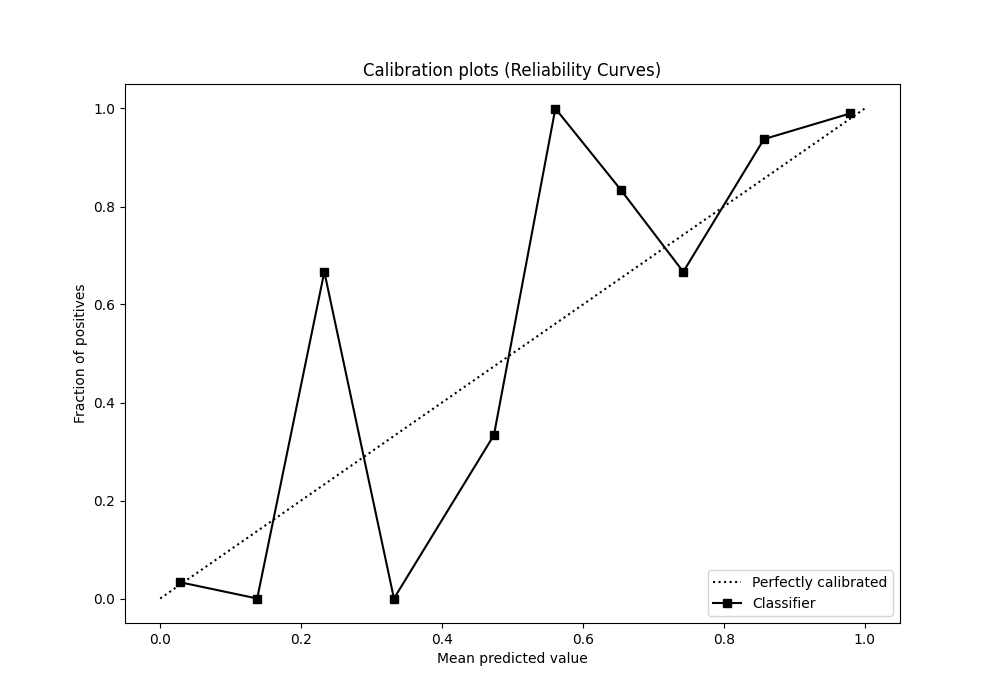 Calibration plots (Reliability Curves)
1.0
0.8
0.6
0.4
0.2
0.0
Fraction of positives
0.0 0.2 0.4 0.6 0.8 1.0
Mean predicted value
Perfectly calibrated
Classifier